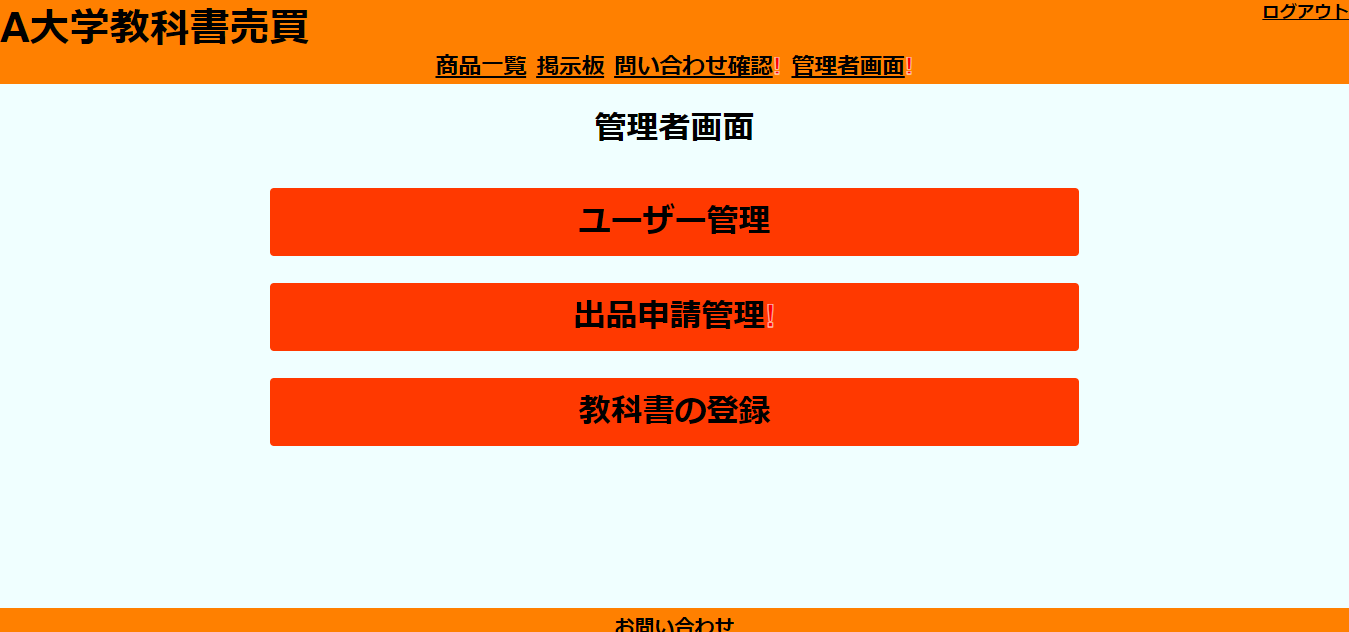 A大学教科書売買
ログアウト
商品一覧 掲示板 問い合わせ確認! 管理者画面!
管理者画面
ユーザー管理
出品申請管理!
教科書の登録
お問い合わせ